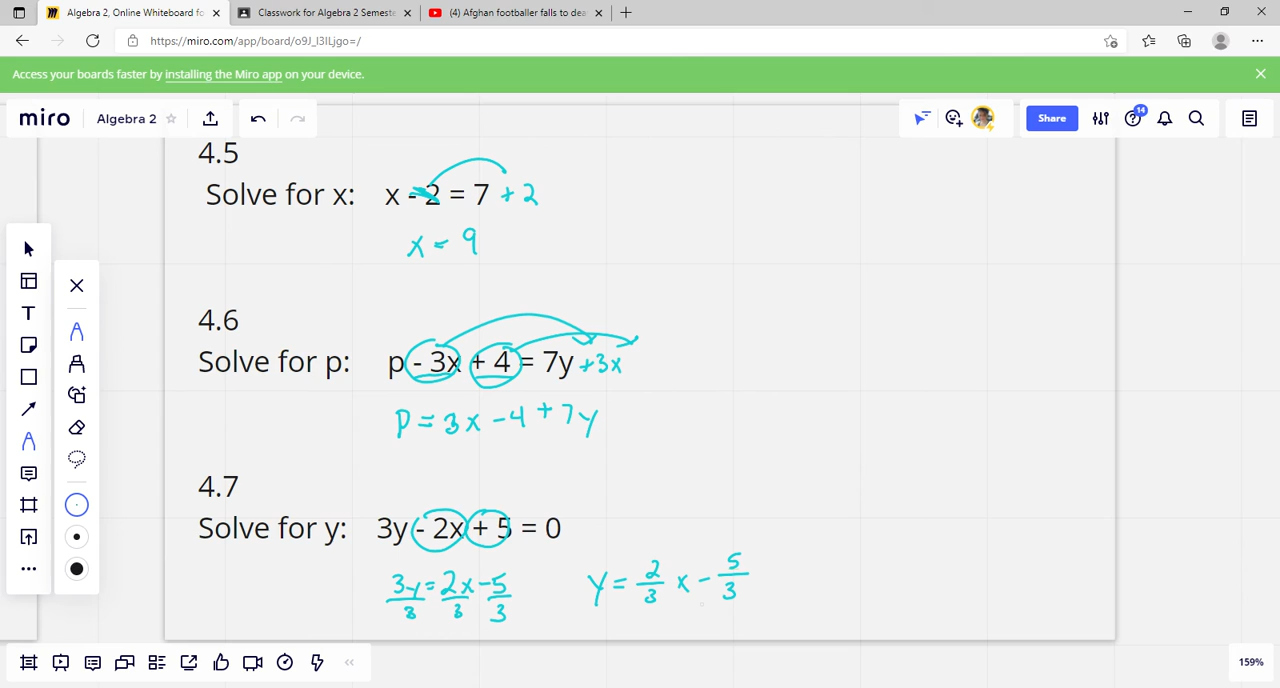 Algebra 2, Online Whiteboard fo
Classwork for Algebra 2 Semeste
(4) Afghan footballer falls to dea
https://miro.com/app/board/o9J_l3lLjgo=/
Access your boards faster by installing the Miro app on your device.
miro Algebra 2 14 Share
4.5
Solve for x: x - 2 = 7 + 2
x = 9
4.6
Solve for p: p - 3x + 4 = 7y + 3x
p = 3x - 4 + 7y
4.7
Solve for y: 3y - 2x + 5 = 0
3y/3 = 2x/3 - 5/3 y = 2/3 x - 5/3
159%